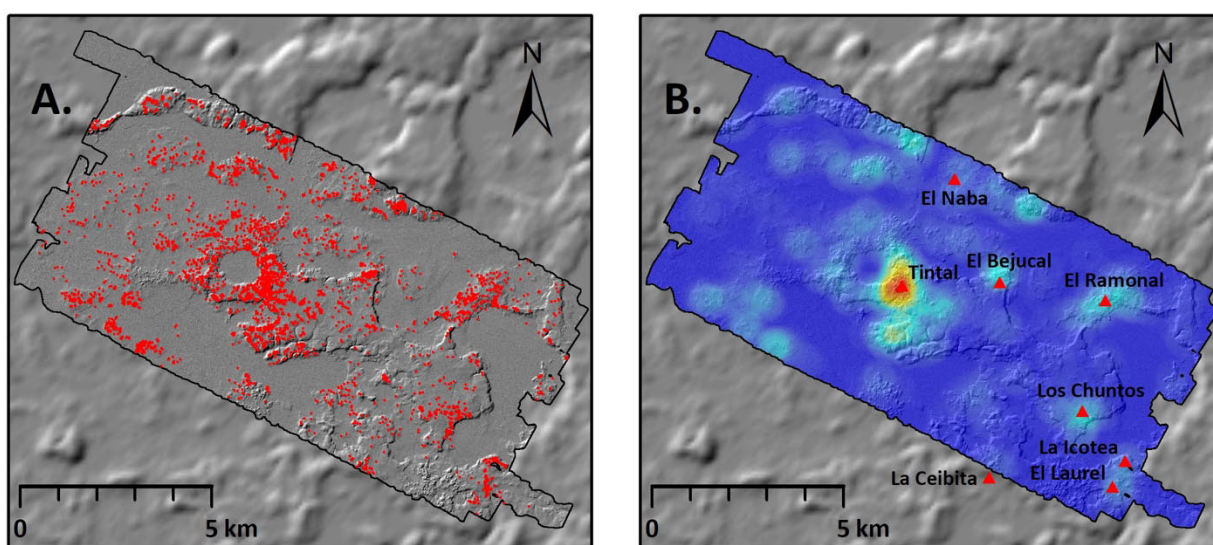 A.
N
0 5 km
B.
N
El Naba
Tintal
El Bejucal
El Ramonal
Los Chuntos
La Icotea
El Laurel
La Ceibita
0 5 km